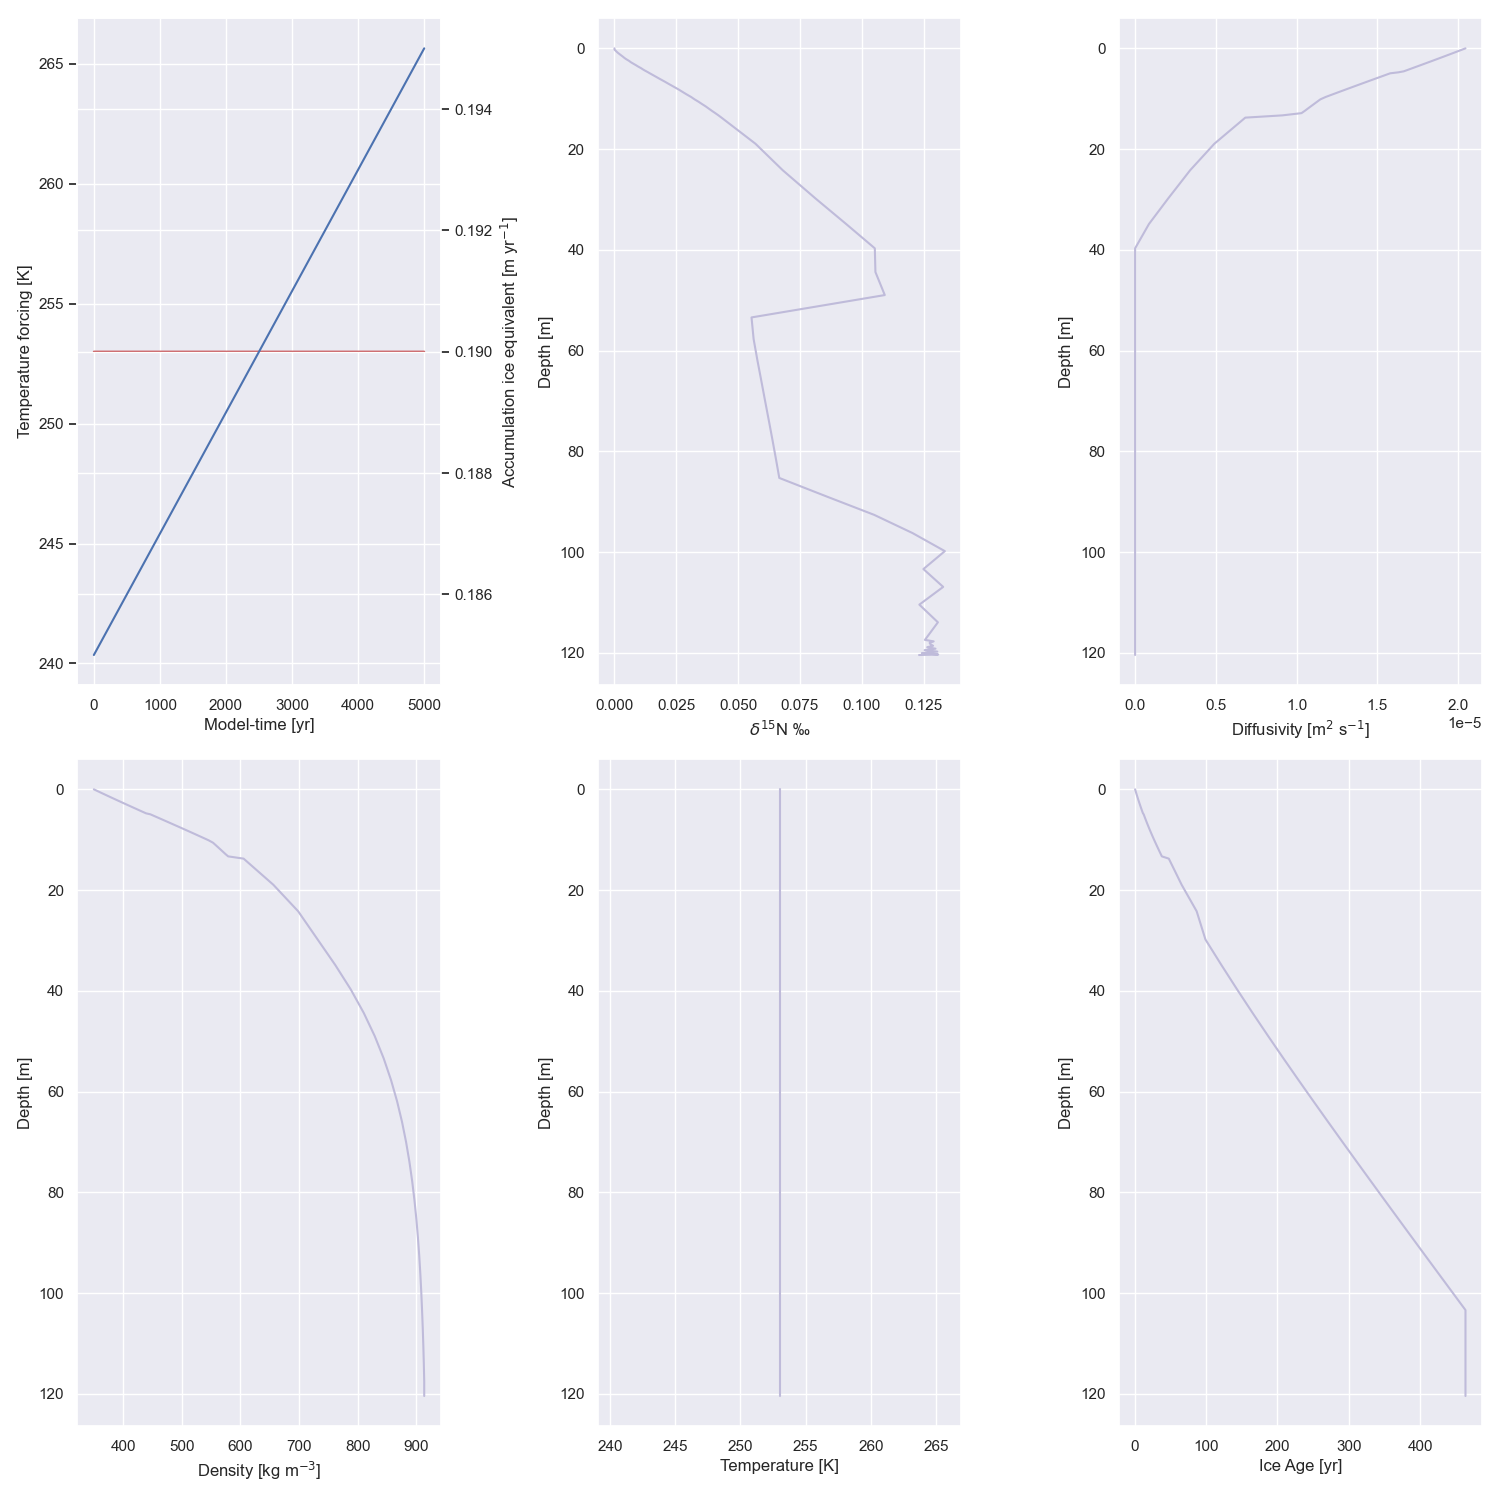 Temperature forcing [K]
265
260
255
250
245
240
0 1000 2000 3000 4000 5000
Model-time [yr]
0.194
0.192
0.190
0.188
0.186
Accumulation ice equivalent [m yr⁻¹]
Depth [m]
0
20
40
60
80
100
120
0.000 0.025 0.050 0.075 0.100 0.125
δ¹⁵N ‰
Depth [m]
0
20
40
60
80
100
120
0.0 0.5 1.0 1.5 2.0
1e−5
Diffusivity [m² s⁻¹]
Depth [m]
0
20
40
60
80
100
120
400 500 600 700 800 900
Density [kg m⁻³]
Depth [m]
0
20
40
60
80
100
120
240 245 250 255 260 265
Temperature [K]
Depth [m]
0
20
40
60
80
100
120
0 100 200 300 400
Ice Age [yr]